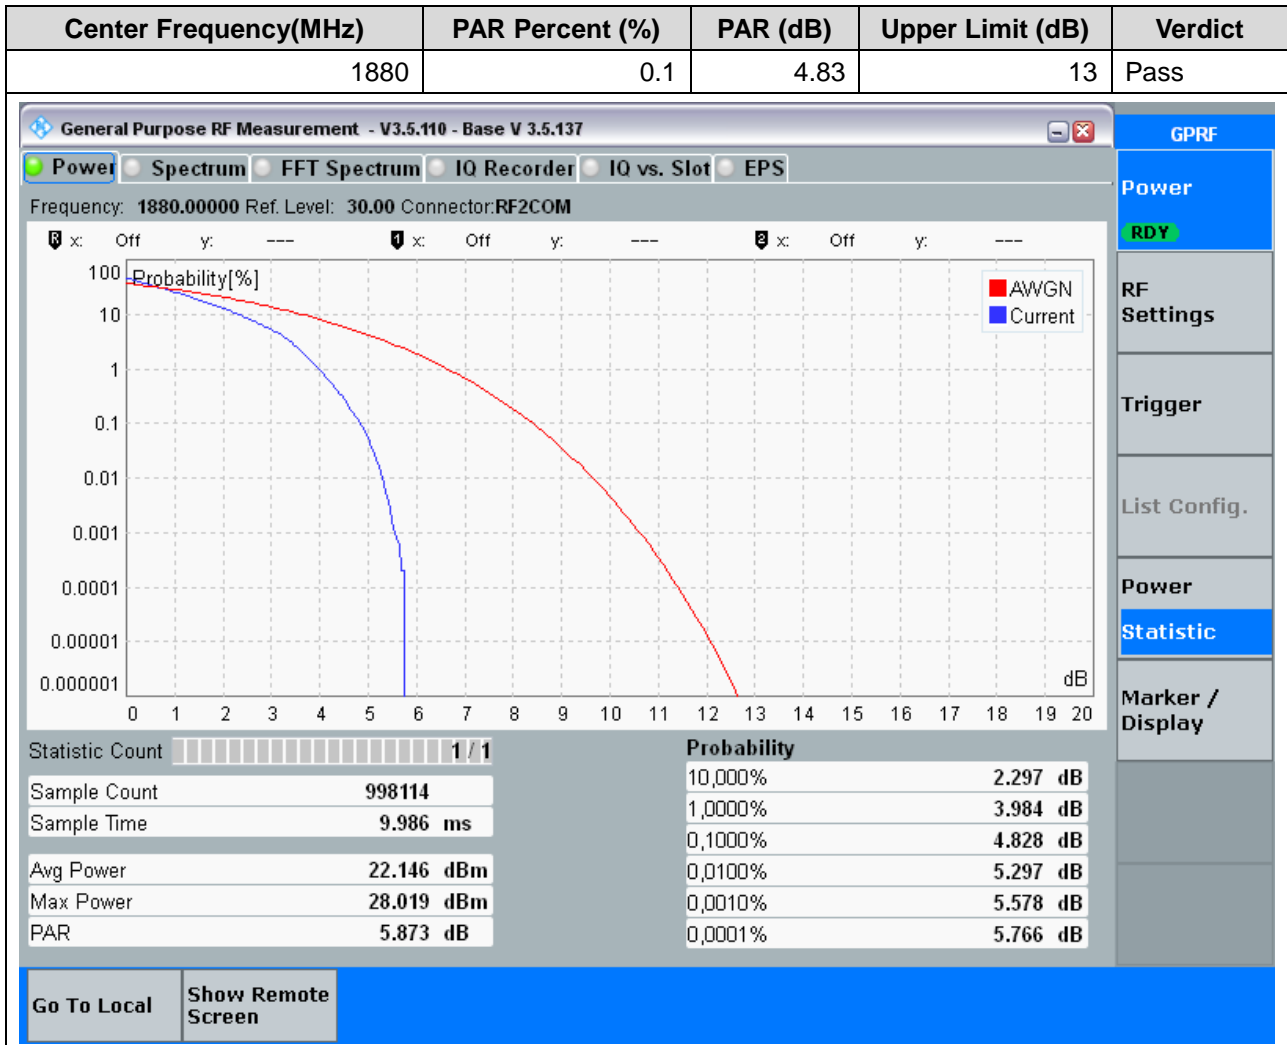 Center Frequency(MHz) PAR Percent (%) PAR (dB) Upper Limit (dB) Verdict
1880 0.1 4.83 13 Pass
General Purpose RF Measurement - V3.5.110 - Base V 3.5.137
GPRF
Power Spectrum FFT Spectrum IQ Recorder IQ vs. Slot EPS
Frequency: 1880.00000 Ref. Level: 30.00 Connector:RF2COM
R x: Off y: --- 1 x: Off y: --- 2 x: Off y: ---
Probability[%]
100
10
1
0.1
0.01
0.001
0.0001
0.00001
0.000001
AWGN
Current
dB
0 1 2 3 4 5 6 7 8 9 10 11 12 13 14 15 16 17 18 19 20
Statistic Count 1 / 1
Sample Count 998114
Sample Time 9.986 ms
Avg Power 22.146 dBm
Max Power 28.019 dBm
PAR 5.873 dB
Probability
10,000% 2.297 dB
1,0000% 3.984 dB
0,1000% 4.828 dB
0,0100% 5.297 dB
0,0010% 5.578 dB
0,0001% 5.766 dB
Power
RDY
RF
Settings
Trigger
List Config.
Power
Statistic
Marker /
Display
Go To Local
Show Remote
Screen